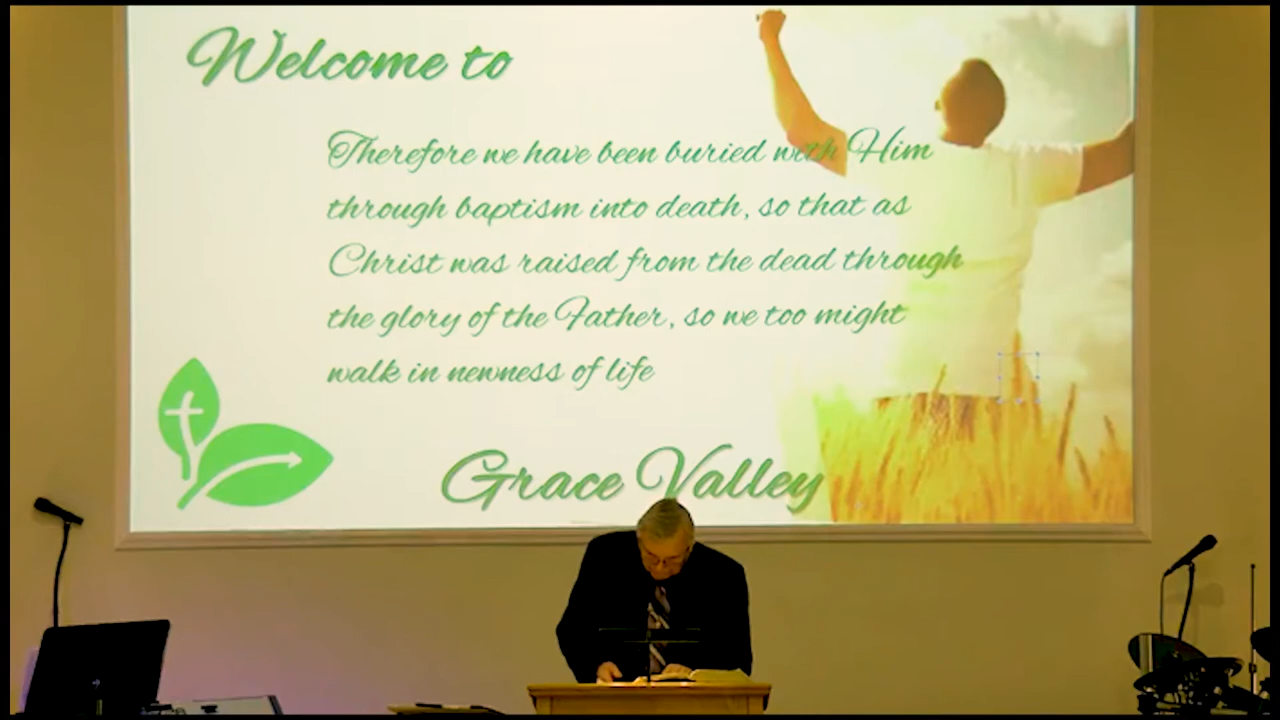 Welcome to
Therefore we have been buried with Him
through baptism into death, so that as
Christ was raised from the dead through
the glory of the Father, so we too might
walk in newness of life
Grace Valley